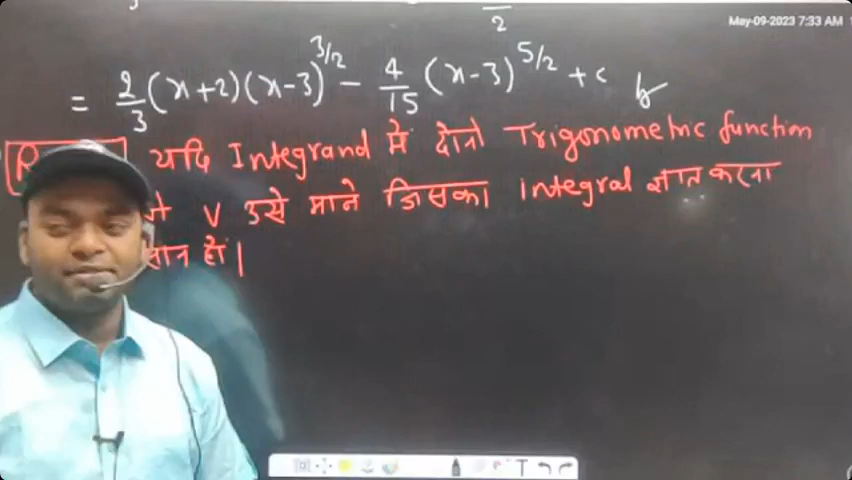 2
May-09-2023 7:33 AM
= 2/3 (x+2)(x-3)^3/2 - 4/15 (x-3)^5/2 + c
यदि Integrand में दोनो Trigonometric function
v उसे माने जिसका integral ज्ञात करना
हो।